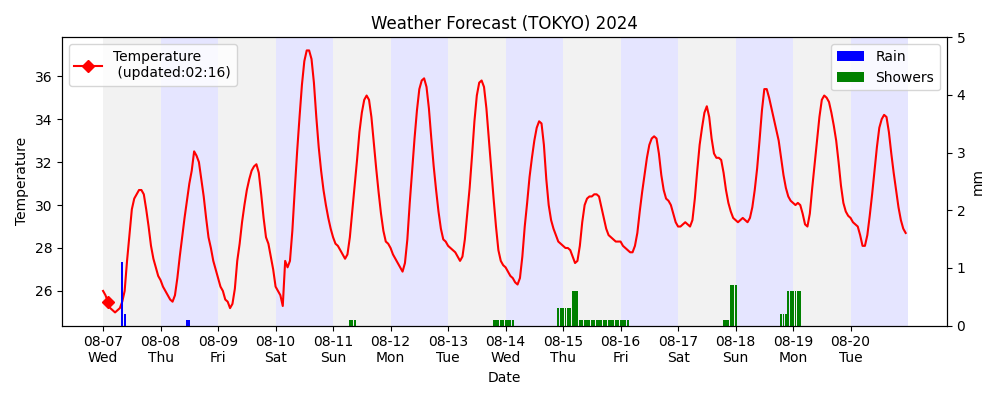 Weather Forecast (TOKYO) 2024
Temperature
(updated:02:16)
Rain
Showers
Temperature
36
34
32
30
28
26
5
4
3
2
1
0
mm
08-07 08-08 08-09 08-10 08-11 08-12 08-13 08-14 08-15 08-16 08-17 08-18 08-19 08-20
Wed Thu Fri Sat Sun Mon Tue Wed Thu Fri Sat Sun Mon Tue
Date